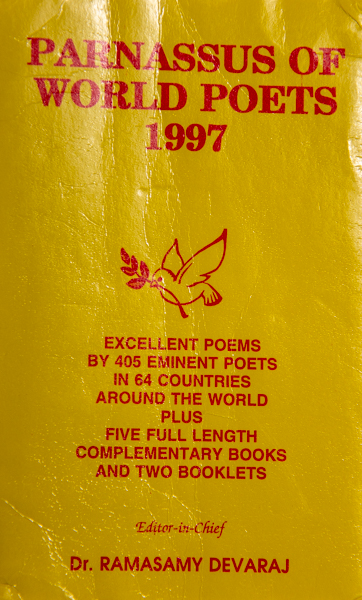 PARNASSUS OF
WORLD POETS
1997
EXCELLENT POEMS
BY 405 EMINENT POETS
IN 64 COUNTRIES
AROUND THE WORLD
PLUS
FIVE FULL LENGTH
COMPLEMENTARY BOOKS
AND TWO BOOKLETS
Editor-in-Chief
Dr. RAMASAMY DEVARAJ